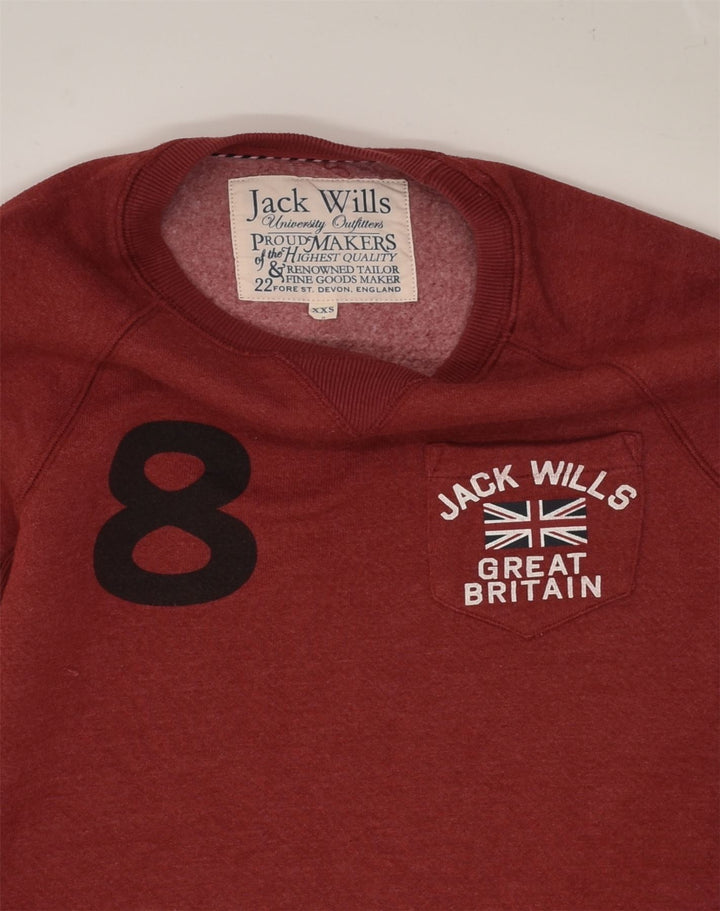 Jack Wills
University Outfitters
PROUD MAKERS
of the HIGHEST QUALITY
& RENOWNED TAILOR
FINE GOODS MAKER
22 FORE ST. DEVON, ENGLAND
XXS
8
JACK WILLS
GREAT
BRITAIN